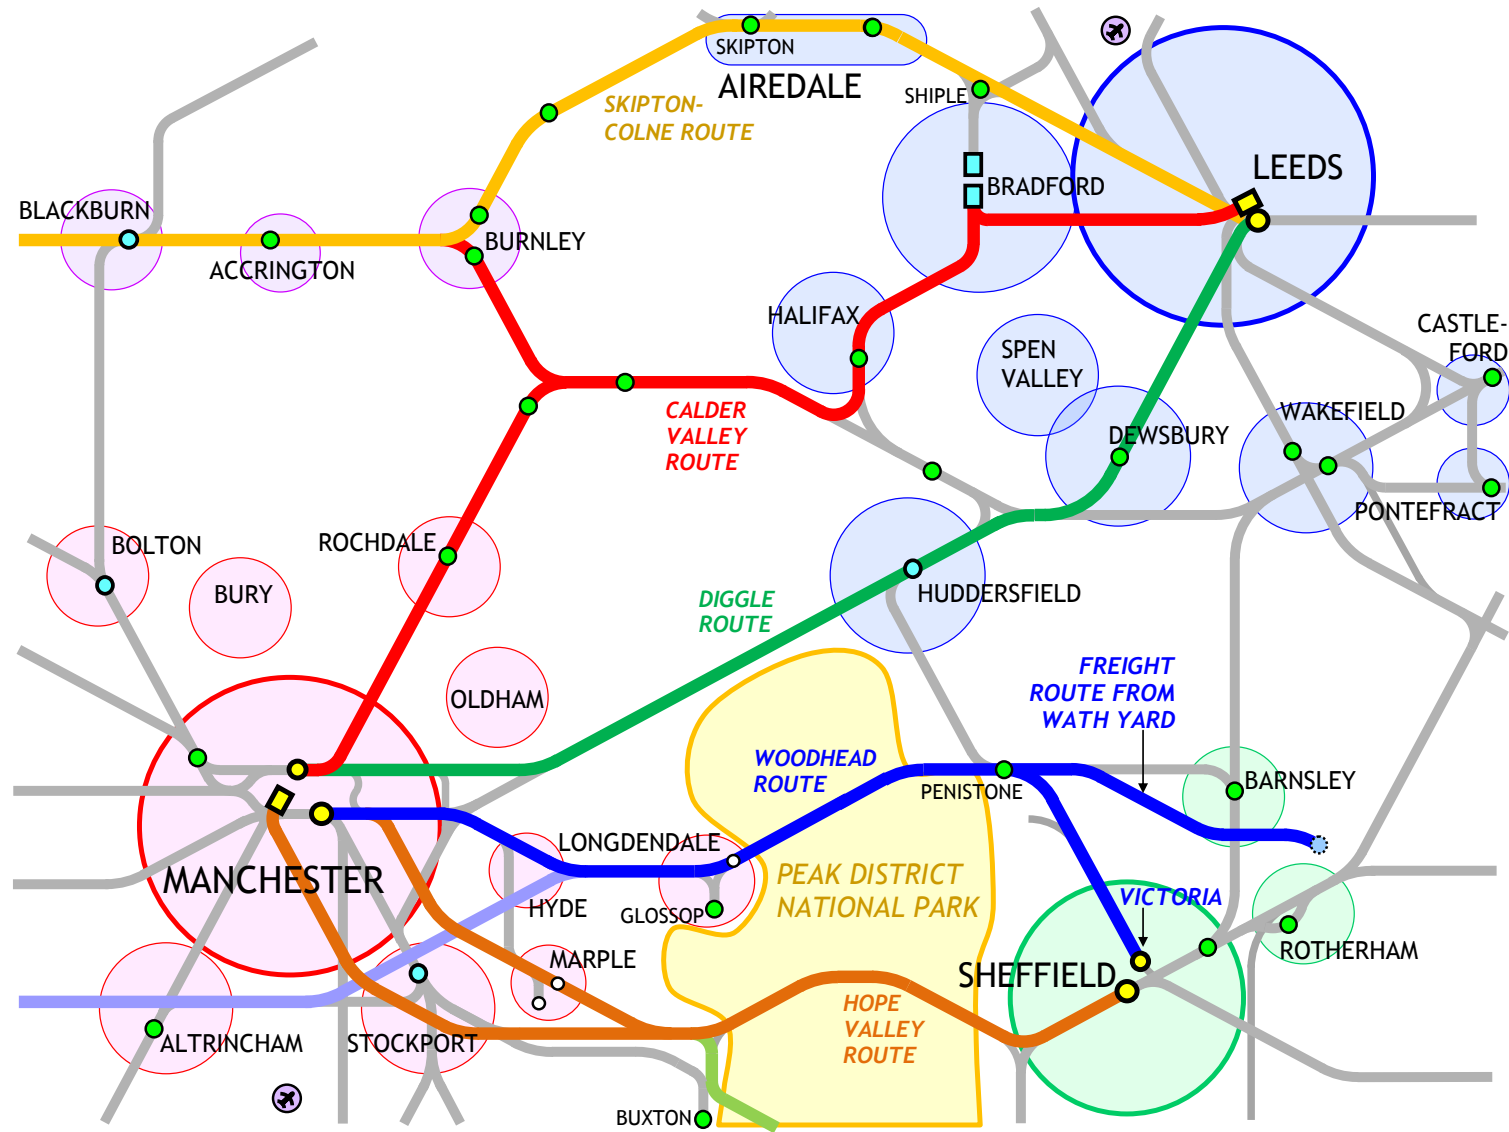 SKIPTON
AIREDALE
SKIPTON-
COLNE ROUTE
SHIPLE
LEEDS
BRADFORD
BLACKBURN
BURNLEY
ACCRINGTON
HALIFAX
CASTLE-
FORD
SPEN
VALLEY
WAKEFIELD
CALDER
VALLEY
ROUTE
DEWSBURY
PONTEFRACT
BOLTON
ROCHDALE
BURY
HUDDERSFIELD
DIGGLE
ROUTE
OLDHAM
FREIGHT
ROUTE FROM
WATH YARD
WOODHEAD
ROUTE
PENISTONE
BARNSLEY
LONGDENDALE
MANCHESTER
PEAK DISTRICT
NATIONAL PARK
VICTORIA
HYDE
GLOSSOP
ROTHERHAM
MARPLE
SHEFFIELD
HOPE
VALLEY
ROUTE
ALTRINCHAM
STOCKPORT
BUXTON